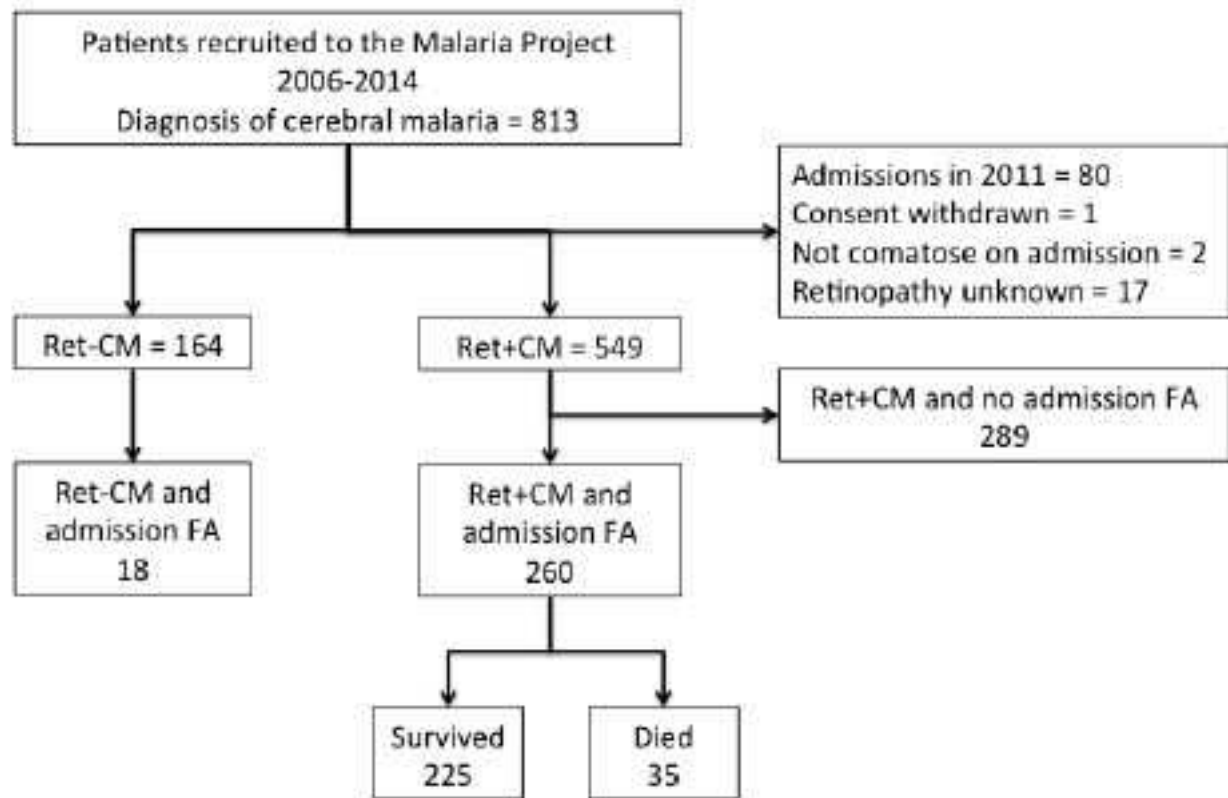 Patients recruited to the Malaria Project
2006-2014
Diagnosis of cerebral malaria = 813
Admissions in 2011 = 80
Consent withdrawn = 1
Not comatose on admission = 2
Retinopathy unknown = 17
Ret-CM = 164
Ret+CM = 549
Ret+CM and no admission FA
289
Ret-CM and
admission FA
18
Ret+CM and
admission FA
260
Survived
225
Died
35